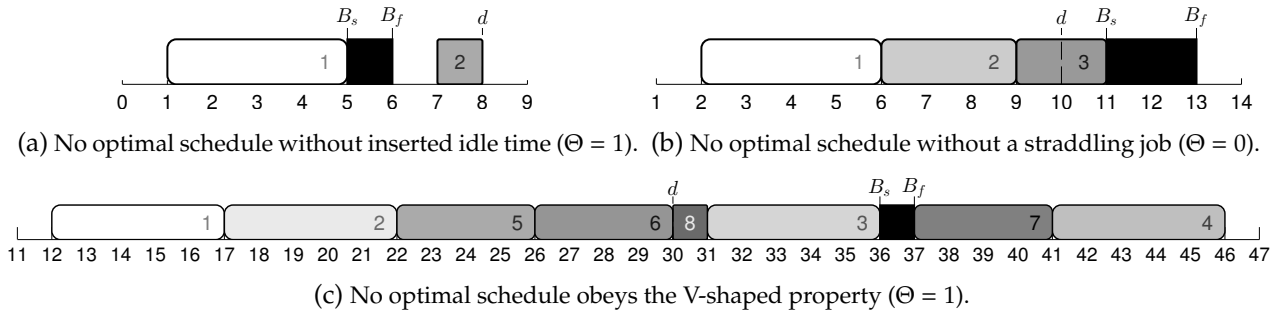 B_s B_f d B_s B_f
d
1 2 1 2 3
0 1 2 3 4 5 6 7 8 9 1 2 3 4 5 6 7 8 9 10 11 12 13 14
(a) No optimal schedule without inserted idle time (Θ = 1). (b) No optimal schedule without a straddling job (Θ = 0).
d B_s B_f
1 2 5 6 8 3 7 4
11 12 13 14 15 16 17 18 19 20 21 22 23 24 25 26 27 28 29 30 31 32 33 34 35 36 37 38 39 40 41 42 43 44 45 46 47
(c) No optimal schedule obeys the V-shaped property (Θ = 1).